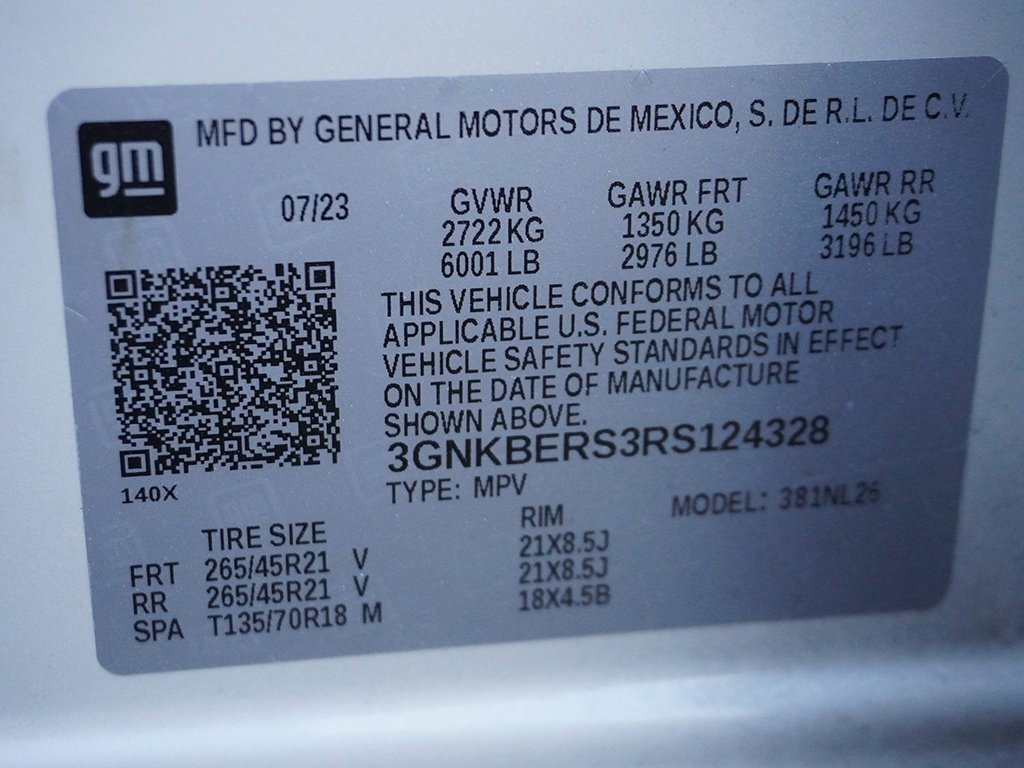 gm
MFD BY GENERAL MOTORS DE MEXICO, S. DE R.L. DE C.V.
07/23 GVWR GAWR FRT GAWR RR
2722 KG 1350 KG 1450 KG
6001 LB 2976 LB 3196 LB
THIS VEHICLE CONFORMS TO ALL
APPLICABLE U.S. FEDERAL MOTOR
VEHICLE SAFETY STANDARDS IN EFFECT
ON THE DATE OF MANUFACTURE
SHOWN ABOVE.
3GNKBERS3RS124328
140X
TYPE: MPV MODEL: 381NL26
TIRE SIZE RIM
FRT 265/45R21 V 21X8.5J
RR 265/45R21 V 21X8.5J
SPA T135/70R18 M 18X4.5B